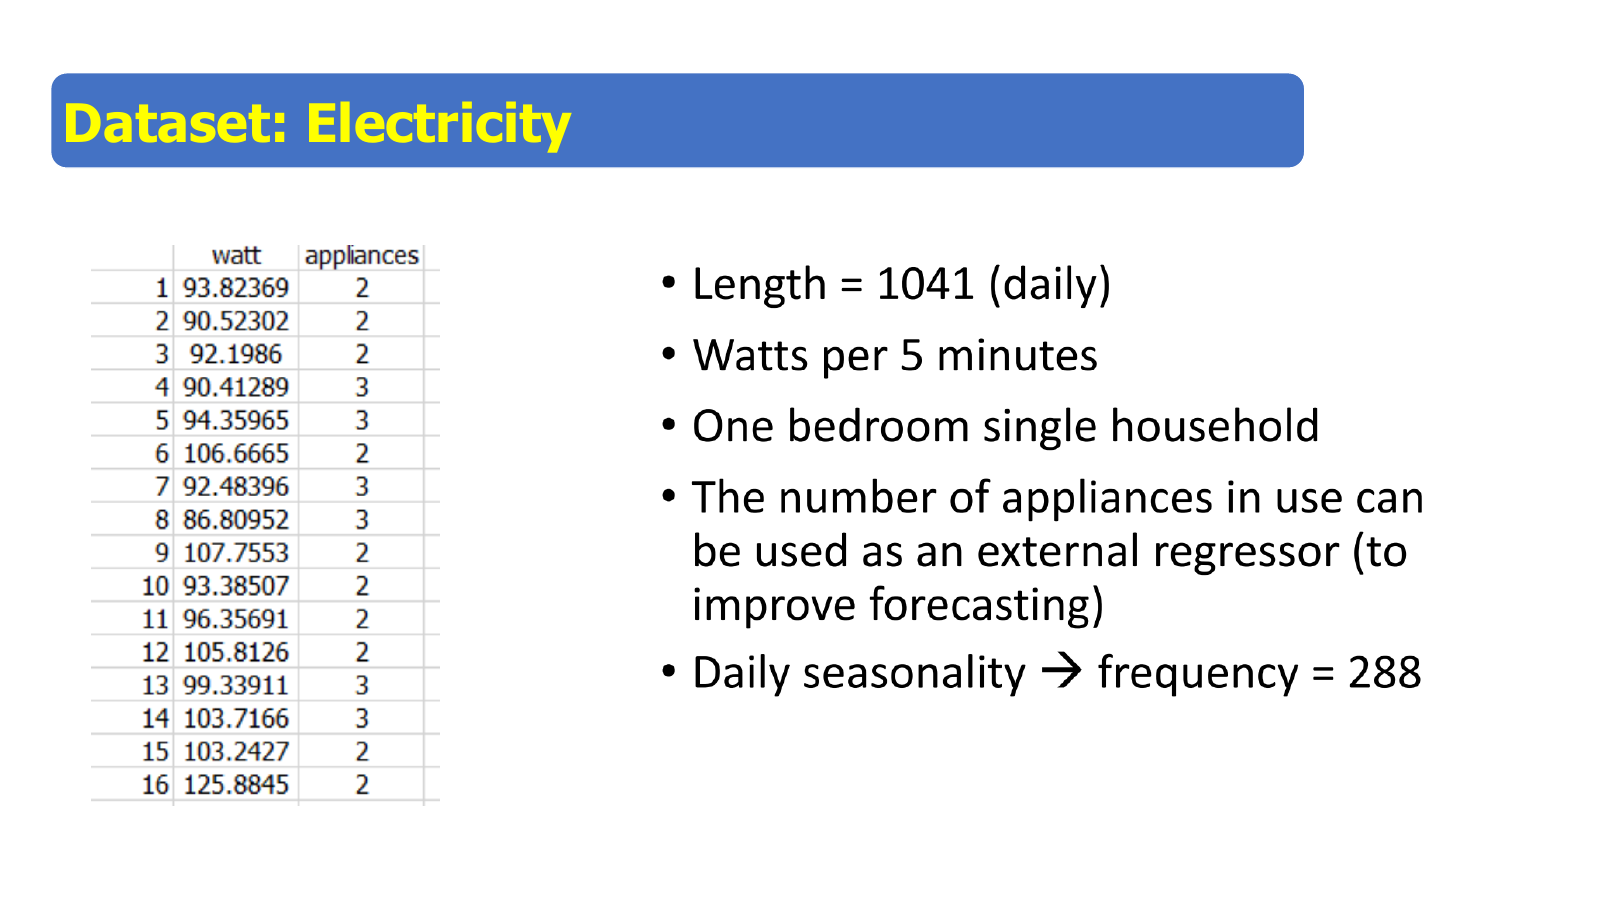 Dataset: Electricity
watt appliances
1 93.82369 2
2 90.52302 2
3 92.1986 2
4 90.41289 3
5 94.35965 3
6 106.6665 2
7 92.48396 3
8 86.80952 3
9 107.7553 2
10 93.38507 2
11 96.35691 2
12 105.8126 2
13 99.33911 3
14 103.7166 3
15 103.2427 2
16 125.8845 2
• Length = 1041 (daily)
• Watts per 5 minutes
• One bedroom single household
• The number of appliances in use can
be used as an external regressor (to
improve forecasting)
• Daily seasonality → frequency = 288